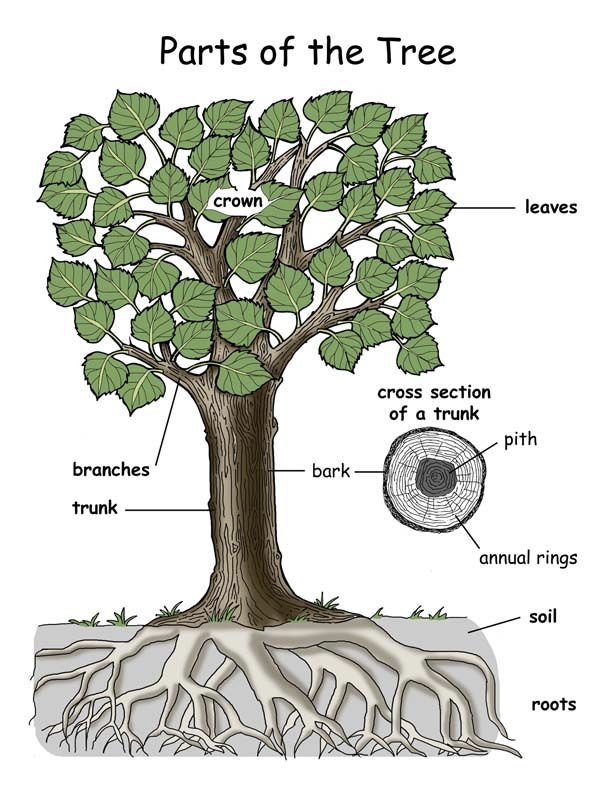 Parts of the Tree
crown
leaves
cross section
of a trunk
pith
branches
bark
trunk
annual rings
soil
roots